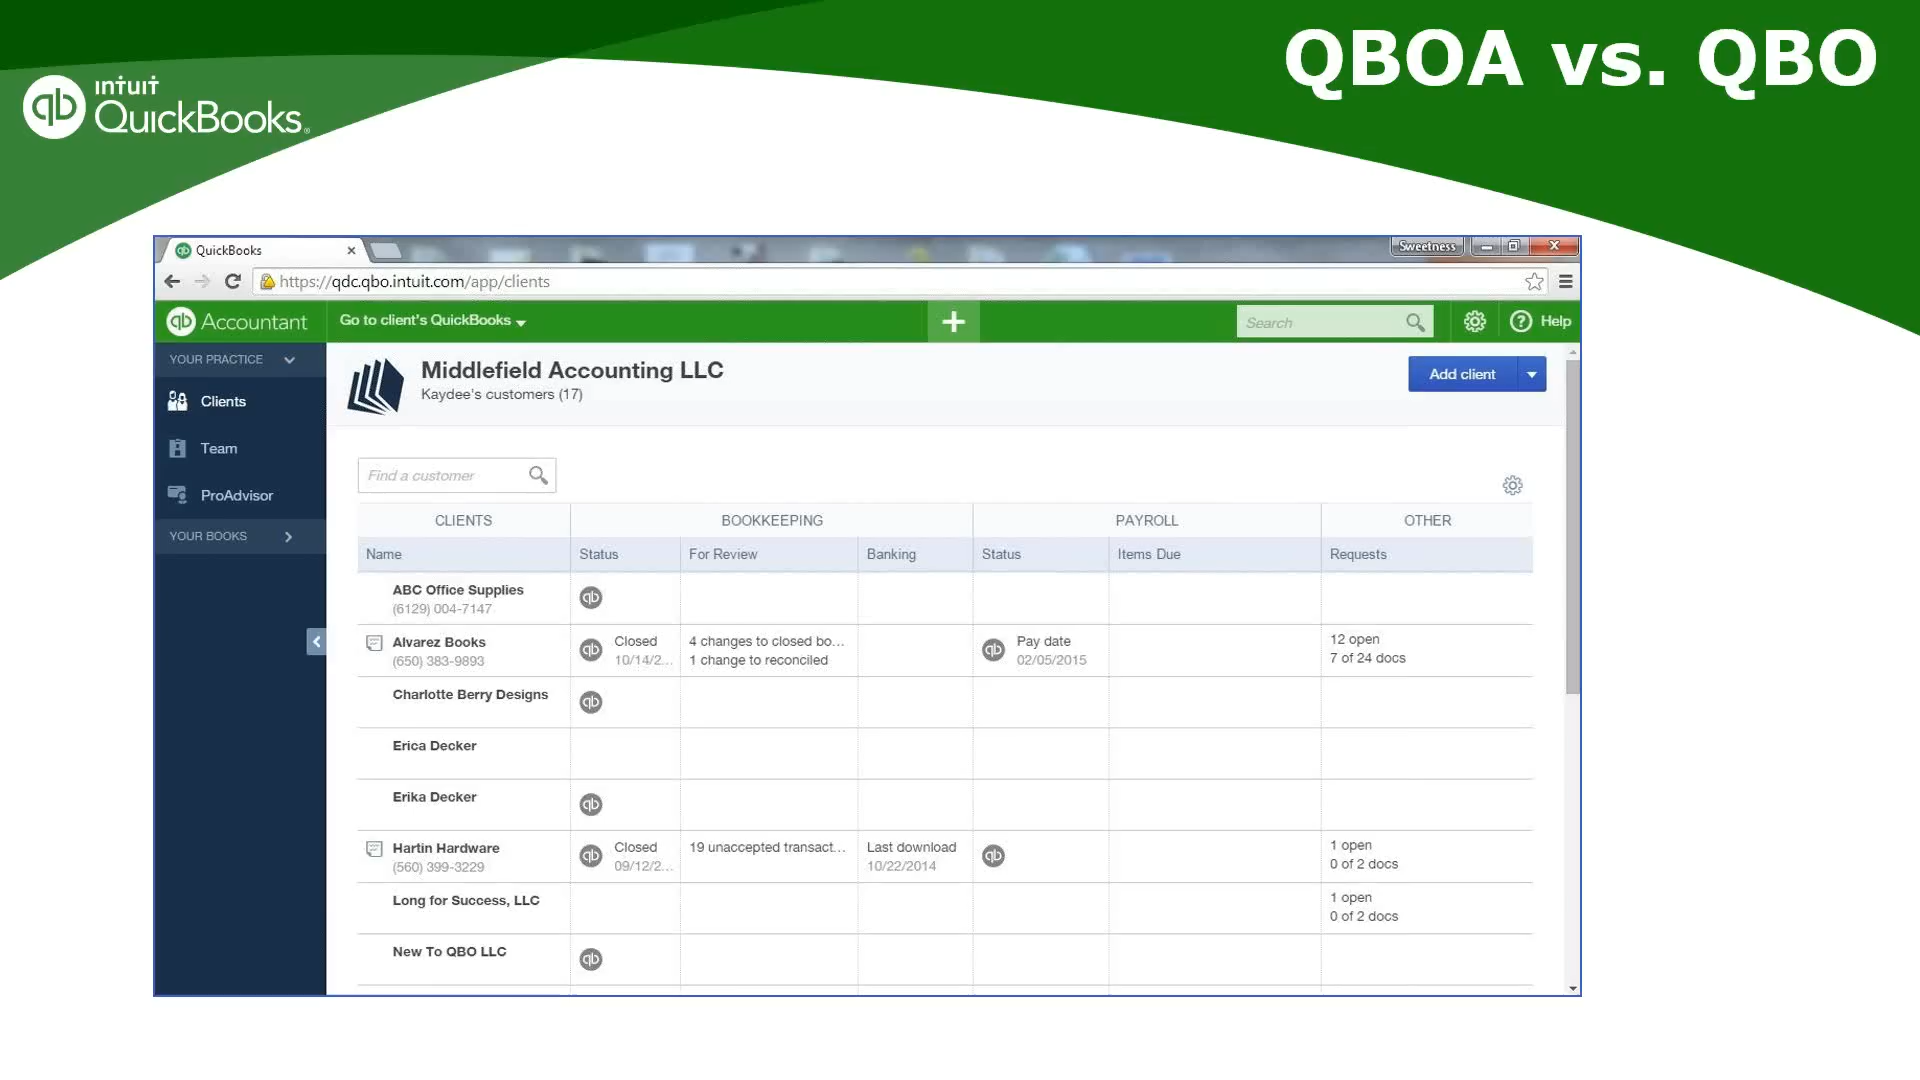 QBOA vs. QBO
ıntuıt
QuickBooks®
QuickBooks
Sweetness
https://qdc.qbo.intuit.com/app/clients
qb Accountant
Go to client's QuickBooks
Search
Help
YOUR PRACTICE
Clients
Team
ProAdvisor
YOUR BOOKS
Middlefield Accounting LLC
Kaydee's customers (17)
Add client
Find a customer
CLIENTS BOOKKEEPING PAYROLL OTHER
Name Status For Review Banking Status Items Due Requests
ABC Office Supplies
(6129) 004-7147
Alvarez Books Closed 4 changes to closed bo... Pay date 12 open
(650) 383-9893 10/14/2... 1 change to reconciled 02/05/2015 7 of 24 docs
Charlotte Berry Designs
Erica Decker
Erika Decker
Hartin Hardware Closed 19 unaccepted transact... Last download 1 open
(560) 399-3229 09/12/2... 10/22/2014 0 of 2 docs
Long for Success, LLC 1 open
0 of 2 docs
New To QBO LLC